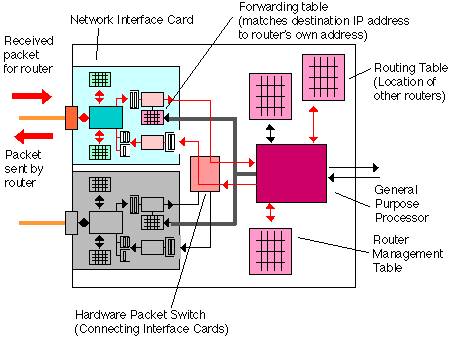 Network Interface Card
Forwarding table
(matches destination IP address
to router's own address)
Received
packet
for router
Routing Table
(Location of
other routers)
Packet
sent by
router
General
Purpose
Processor
Router
Management
Table
Hardware Packet Switch
(Connecting Interface Cards)